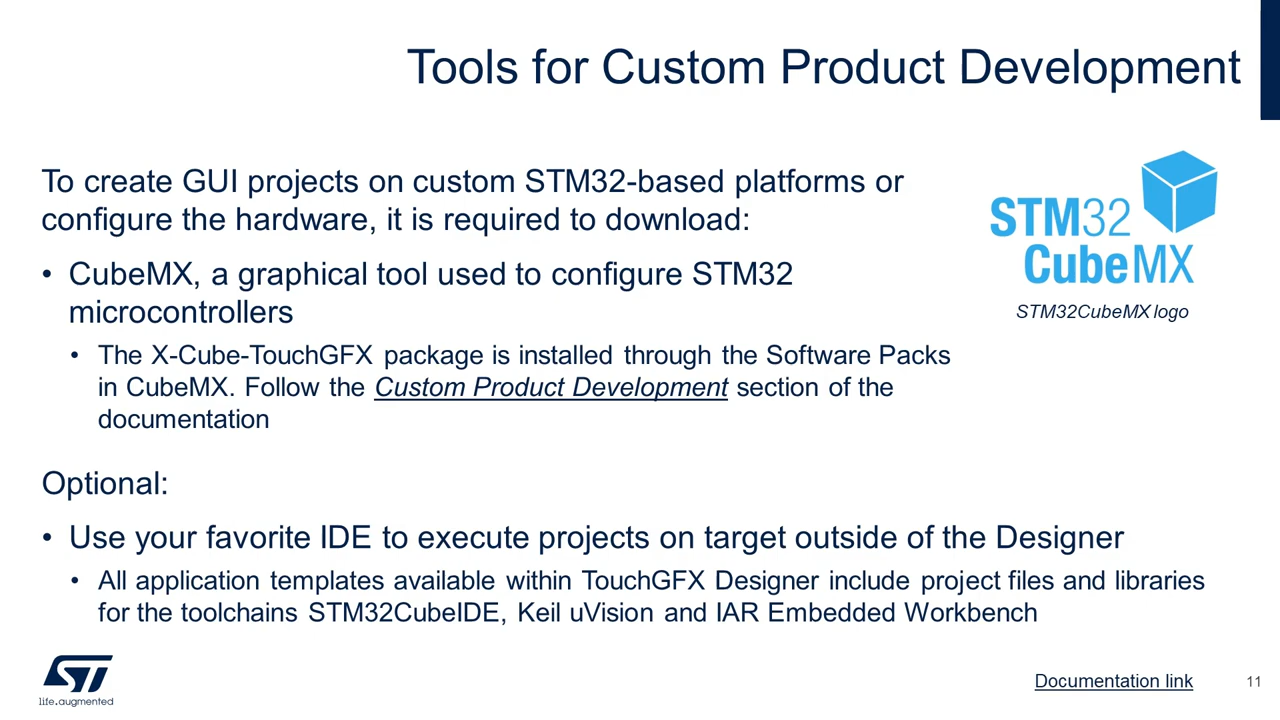 Tools for Custom Product Development
To create GUI projects on custom STM32-based platforms or
configure the hardware, it is required to download:
• CubeMX, a graphical tool used to configure STM32
microcontrollers
• The X-Cube-TouchGFX package is installed through the Software Packs
in CubeMX. Follow the Custom Product Development section of the
documentation
STM32
CubeMX
STM32CubeMX logo
Optional:
• Use your favorite IDE to execute projects on target outside of the Designer
• All application templates available within TouchGFX Designer include project files and libraries
for the toolchains STM32CubeIDE, Keil uVision and IAR Embedded Workbench
ST
life.augmented
Documentation link
11